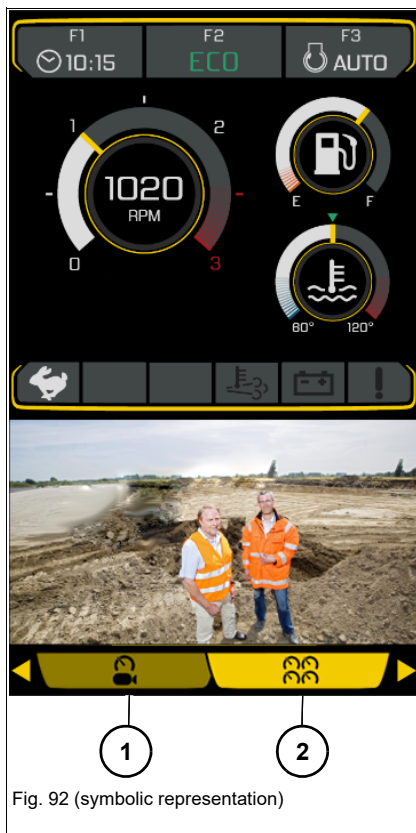 F1 F2 F3
10:15 ECO AUTO
1 2
1020
RPM
0 3
E F
60° 120°
1 2
Fig. 92 (symbolic representation)